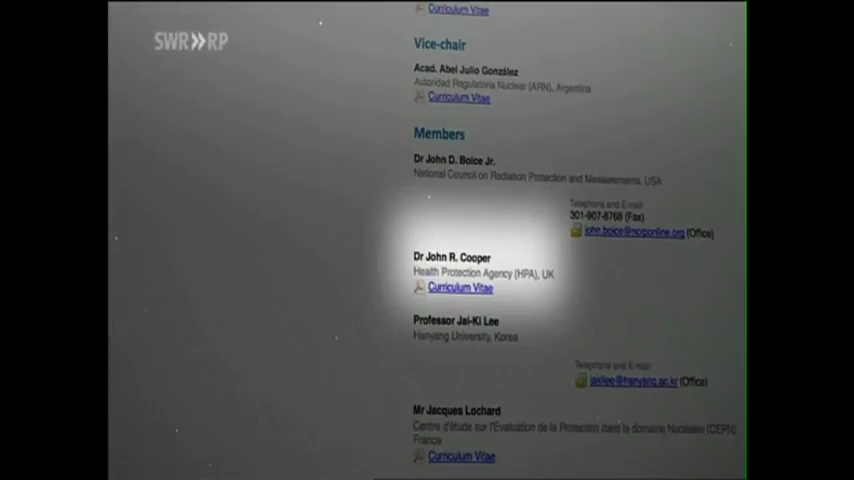 SWR»RP
Curriculum Vitae
Vice-chair
Acad. Abel Julio González
Autoridad Regulatoria Nuclear (ARN), Argentina
Curriculum Vitae
Members
Dr John D. Boice Jr.
National Council on Radiation Protection and Measurements, USA
Telephone and E-mail
301-907-8768 (Fax)
john.boice@ncrponline.org (Office)
Dr John R. Cooper
Health Protection Agency (HPA), UK
Curriculum Vitae
Professor Jai-Ki Lee
Hanyang University, Korea
Telephone and E-mail
jakilee@hanyang.ac.kr (Office)
Mr Jacques Lochard
Centre d'étude sur l'Evaluation de la Protection dans le domaine Nucleaire (CEPN)
France
Curriculum Vitae